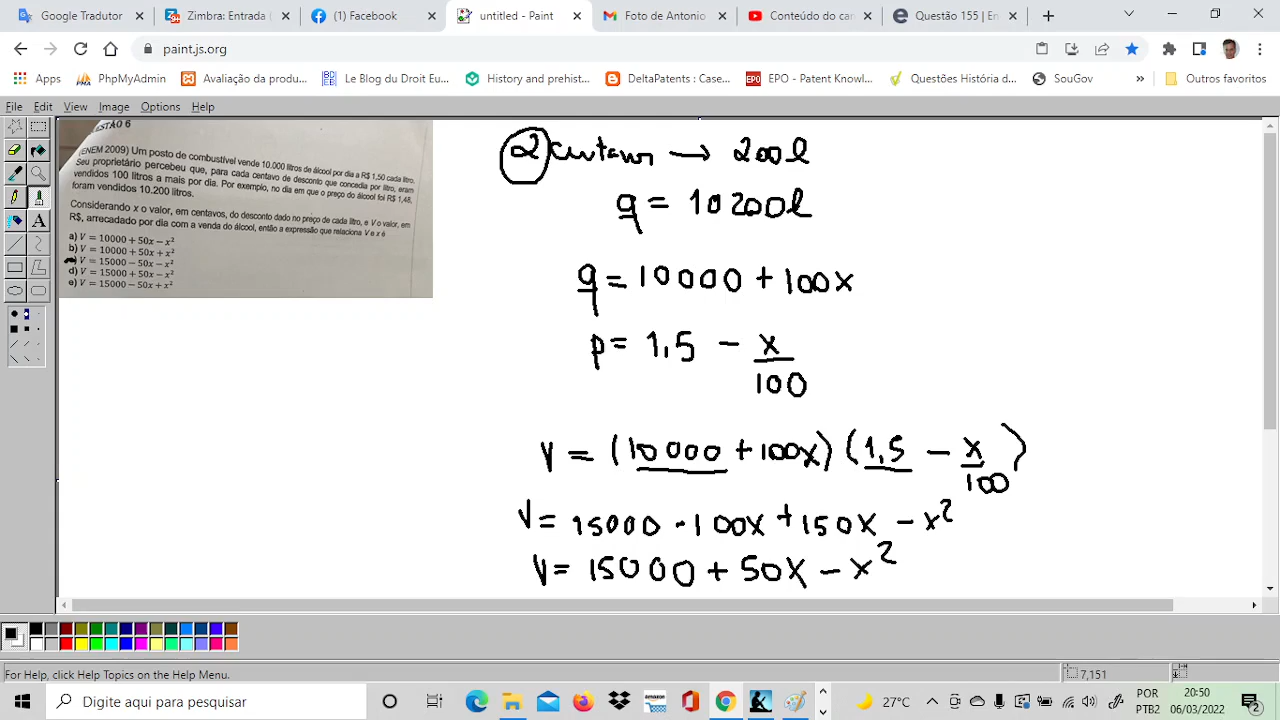 Google Tradutor
Zimbra: Entrada (
(1) Facebook
untitled - Paint
Foto de Antonio
Conteúdo do can
Questão 155 | En
paint.js.org
Apps
PhpMyAdmin
Avaliação da produ...
Le Blog du Droit Eu...
History and prehist...
DeltaPatents : Case...
EPO - Patent Knowl...
Questões História d...
SouGov
»
Outros favoritos
File Edit View Image Options Help
ESTÃO 6
ENEM 2009) Um posto de combustível vende 10.000 litros de álcool por dia a R$ 1,50 cada litro.
Seu proprietário percebeu que, para cada centavo de desconto que concedia por litro, eram
vendidos 100 litros a mais por dia. Por exemplo, no dia em que o preço do álcool foi R$ 1,48,
foram vendidos 10.200 litros.
Considerando x o valor, em centavos, do desconto dado no preço de cada litro, e V o valor, em
R$, arrecadado por dia com a venda do álcool, então a expressão que relaciona V e x é
a) V = 10000 + 50x − x²
b) V = 10000 + 50x + x²
V = 15000 − 50x − x²
d) V = 15000 + 50x − x²
e) V = 15000 − 50x + x²
2 centavos → 200l
q = 10200l
q = 10000 + 100x
p = 1,5 − x/100
V = (10000 + 100x) (1,5 − x/100)
V = 15000 - 100x + 150x − x²
V = 15000 + 50x − x²
For Help, click Help Topics on the Help Menu.
7,151
Digite aqui para pesquisar
27°C
POR
PTB2
20:50
06/03/2022
2